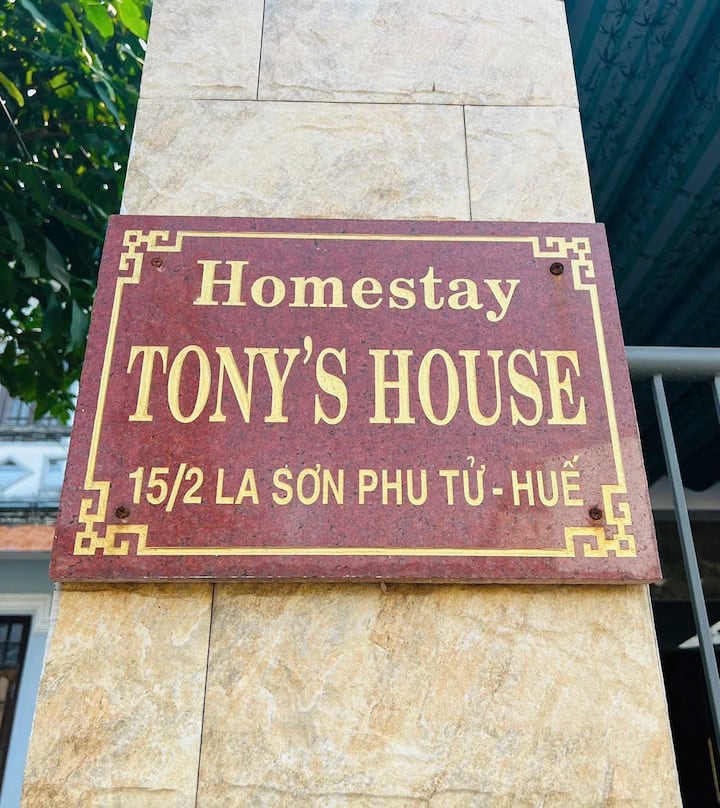 Homestay
TONY'S HOUSE
15/2 LA SƠN PHU TỬ - HUẾ